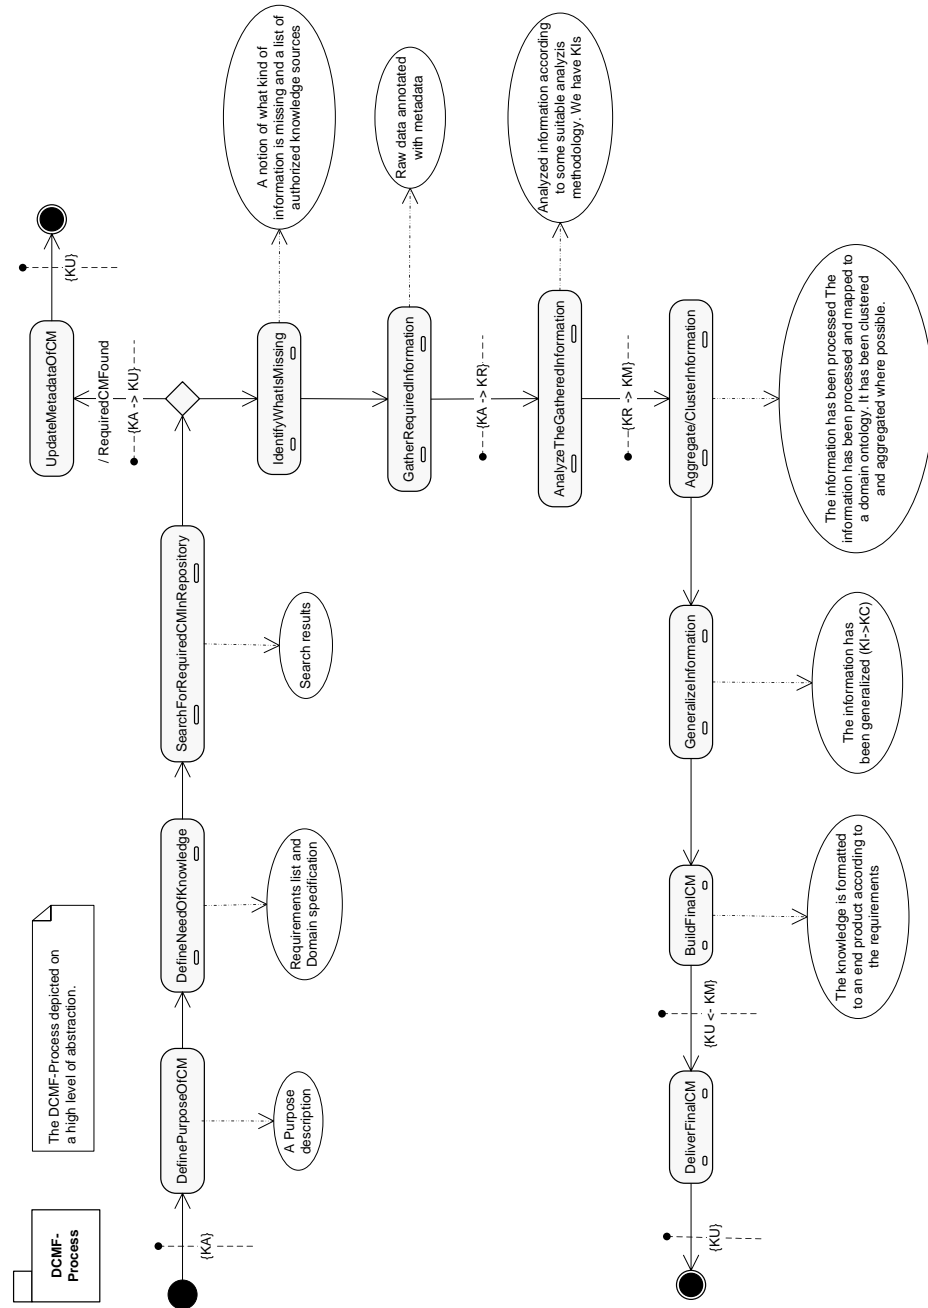 DCMF-
Process
The DCMF-Process depicted on
a high level of abstraction.
{KA}
DefinePurposeOfCM
A Purpose
description
DefineNeedOfKnowledge
Requirements list and
Domain specification
SearchForRequiredCMInRepository
Search results
/ RequiredCMFound
{KA -> KU}
UpdateMetadataOfCM
{KU}
IdentifyWhatIsMissing
A notion of what kind of
information is missing and a list of
authorized knowledge sources
GatherRequiredInformation
Raw data annotated
with metadata
{KA -> KR}
AnalyzeTheGatheredInformation
Analyzed information according
to some suitable analyzis
methodology. We have KIs
{KR -> KM}
Aggregate/ClusterInformation
The information has been processed The
information has been processed and mapped to
a domain ontology. It has been clustered
and aggregated where possible.
GeneralizeInformation
The information has
been generalized (KI->KC)
BuildFinalCM
The knowledge is formatted
to an end product according to
the requirements
{KU <- KM}
DeliverFinalCM
{KU}